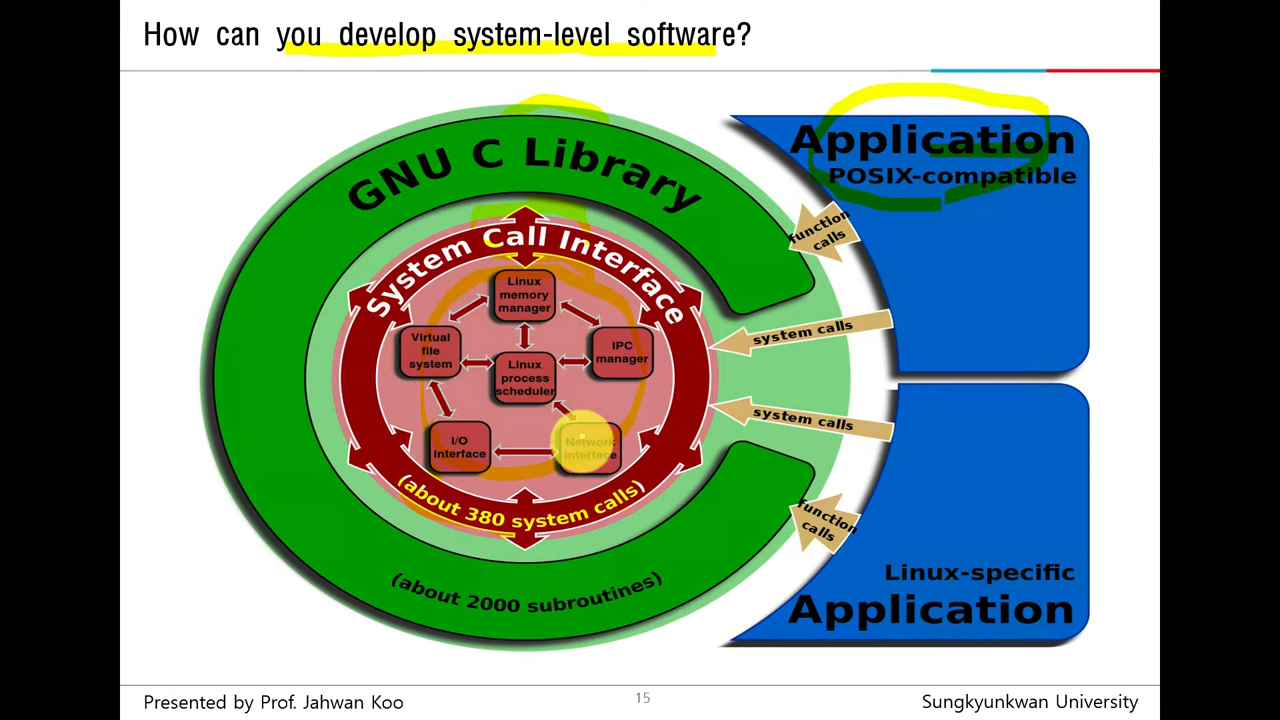 How can you develop system-level software?
GNU C Library
System Call Interface
Linux
memory
manager
Virtual
file
system
IPC
manager
Linux
process
scheduler
I/O
interface
Network
interface
(about 380 system calls)
(about 2000 subroutines)
Application
POSIX-compatible
function
calls
system calls
system calls
function
calls
Linux-specific
Application
Presented by Prof. Jahwan Koo
15
Sungkyunkwan University